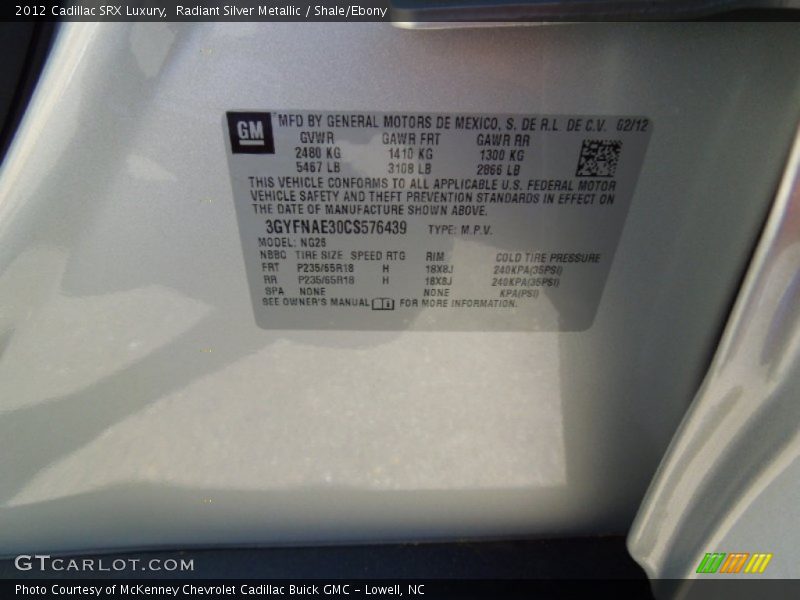 2012 Cadillac SRX Luxury,  Radiant Silver Metallic / Shale/Ebony
GM MFD BY GENERAL MOTORS DE MEXICO, S. DE R.L. DE C.V. 02/12
GVWR GAWR FRT GAWR RR
2480 KG 1410 KG 1300 KG
5467 LB 3108 LB 2866 LB
THIS VEHICLE CONFORMS TO ALL APPLICABLE U.S. FEDERAL MOTOR
VEHICLE SAFETY AND THEFT PREVENTION STANDARDS IN EFFECT ON
THE DATE OF MANUFACTURE SHOWN ABOVE.
3GYFNAE30CS576439 TYPE: M.P.V.
MODEL: NG26
NBBC TIRE SIZE SPEED RTG RIM COLD TIRE PRESSURE
FRT P235/65R18 H 18X8J 240KPA(35PSI)
RR P235/65R18 H 18X8J 240KPA(35PSI)
SPA NONE NONE KPA(PSI)
SEE OWNER'S MANUAL FOR MORE INFORMATION.
GTCARLOT.COM
Photo Courtesy of McKenney Chevrolet Cadillac Buick GMC - Lowell, NC